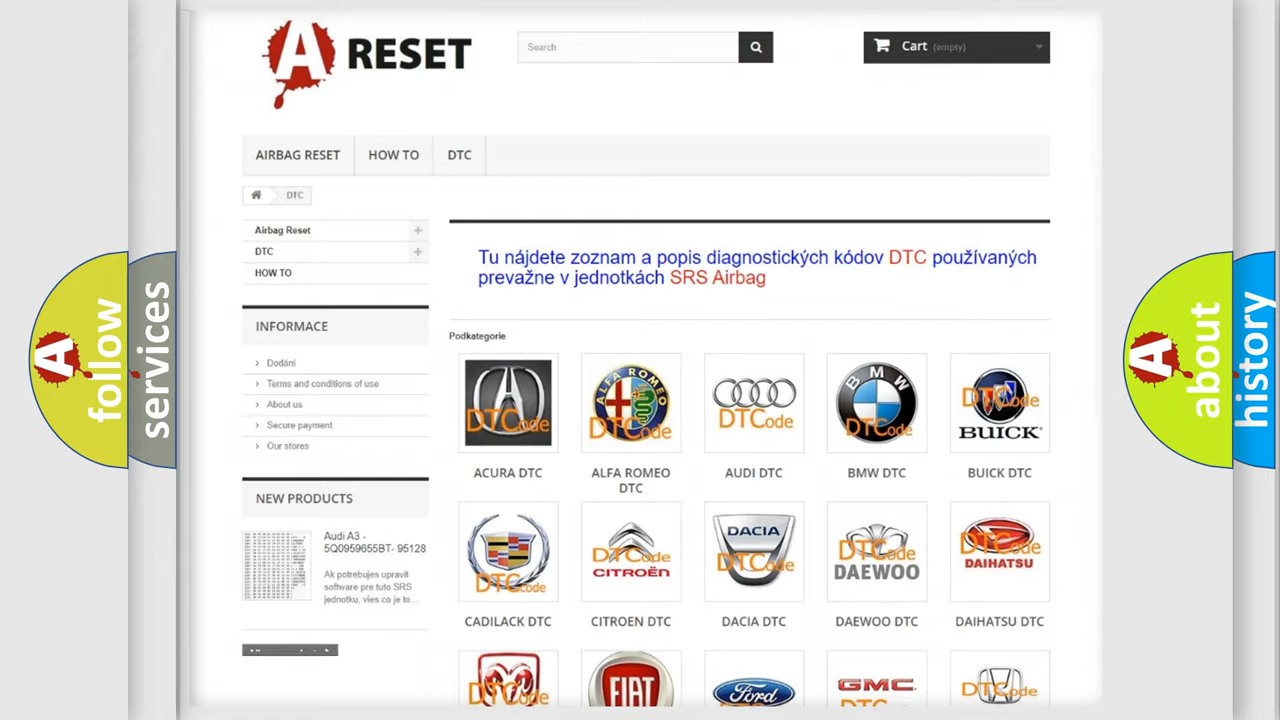 A RESET
Search
Cart (empty)
AIRBAG RESET
HOW TO
DTC
DTC
Airbag Reset
DTC
HOW TO
INFORMACE
Dodání
Terms and conditions of use
About us
Secure payment
Our stores
NEW PRODUCTS
Audi A3 -
5Q0959655BT- 95128
Ak potrebujes upravit
software pre tuto SRS
jednotku, vies co je to...
Tu nájdete zoznam a popis diagnostických kódov DTC používaných
prevažne v jednotkách SRS Airbag
Podkategorie
DTCode
ALFA ROMEO
DTCode
DTCode
BMW
DTCode
DTCode
BUICK
ACURA DTC
ALFA ROMEO
DTC
AUDI DTC
BMW DTC
BUICK DTC
DTCode
DTCode
CITROËN
DACIA
DTCode
DTCode
DAEWOO
DTCode
DAIHATSU
CADILACK DTC
CITROEN DTC
DACIA DTC
DAEWOO DTC
DAIHATSU DTC
DTCode
FIAT
Ford
GMC
DTCode
A follow
services
A about
history